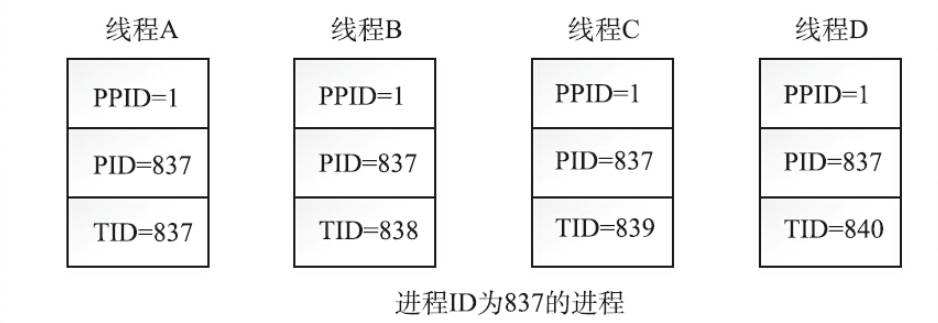 线程A 线程B 线程C 线程D
PPID=1 PPID=1 PPID=1 PPID=1
PID=837 PID=837 PID=837 PID=837
TID=837 TID=838 TID=839 TID=840
进程ID为837的进程